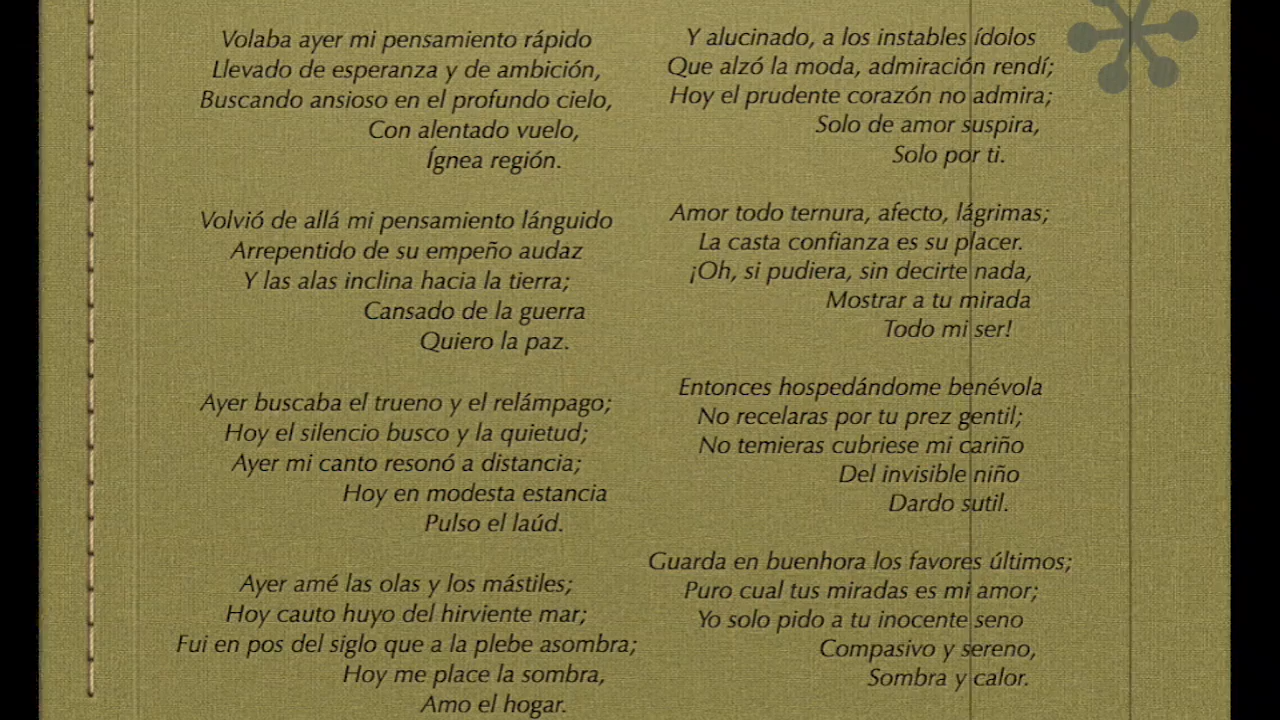 Volaba ayer mi pensamiento rápido
Llevado de esperanza y de ambición,
Buscando ansioso en el profundo cielo,
Con alentado vuelo,
Ígnea región.
Volvió de allá mi pensamiento lánguido
Arrepentido de su empeño audaz
Y las alas inclina hacia la tierra;
Cansado de la guerra
Quiero la paz.
Ayer buscaba el trueno y el relámpago;
Hoy el silencio busco y la quietud;
Ayer mi canto resonó a distancia;
Hoy en modesta estancia
Pulso el laúd.
Ayer amé las olas y los mástiles;
Hoy cauto huyo del hirviente mar;
Fui en pos del siglo que a la plebe asombra;
Hoy me place la sombra,
Amo el hogar.
Y alucinado, a los instables ídolos
Que alzó la moda, admiración rendí;
Hoy el prudente corazón no admira;
Solo de amor suspira,
Solo por ti.
Amor todo ternura, afecto, lágrimas;
La casta confianza es su placer.
¡Oh, si pudiera, sin decirte nada,
Mostrar a tu mirada
Todo mi ser!
Entonces hospedándome benévola
No recelaras por tu prez gentil;
No temieras cubriese mi cariño
Del invisible niño
Dardo sutil.
Guarda en buenhora los favores últimos;
Puro cual tus miradas es mi amor;
Yo solo pido a tu inocente seno
Compasivo y sereno,
Sombra y calor.